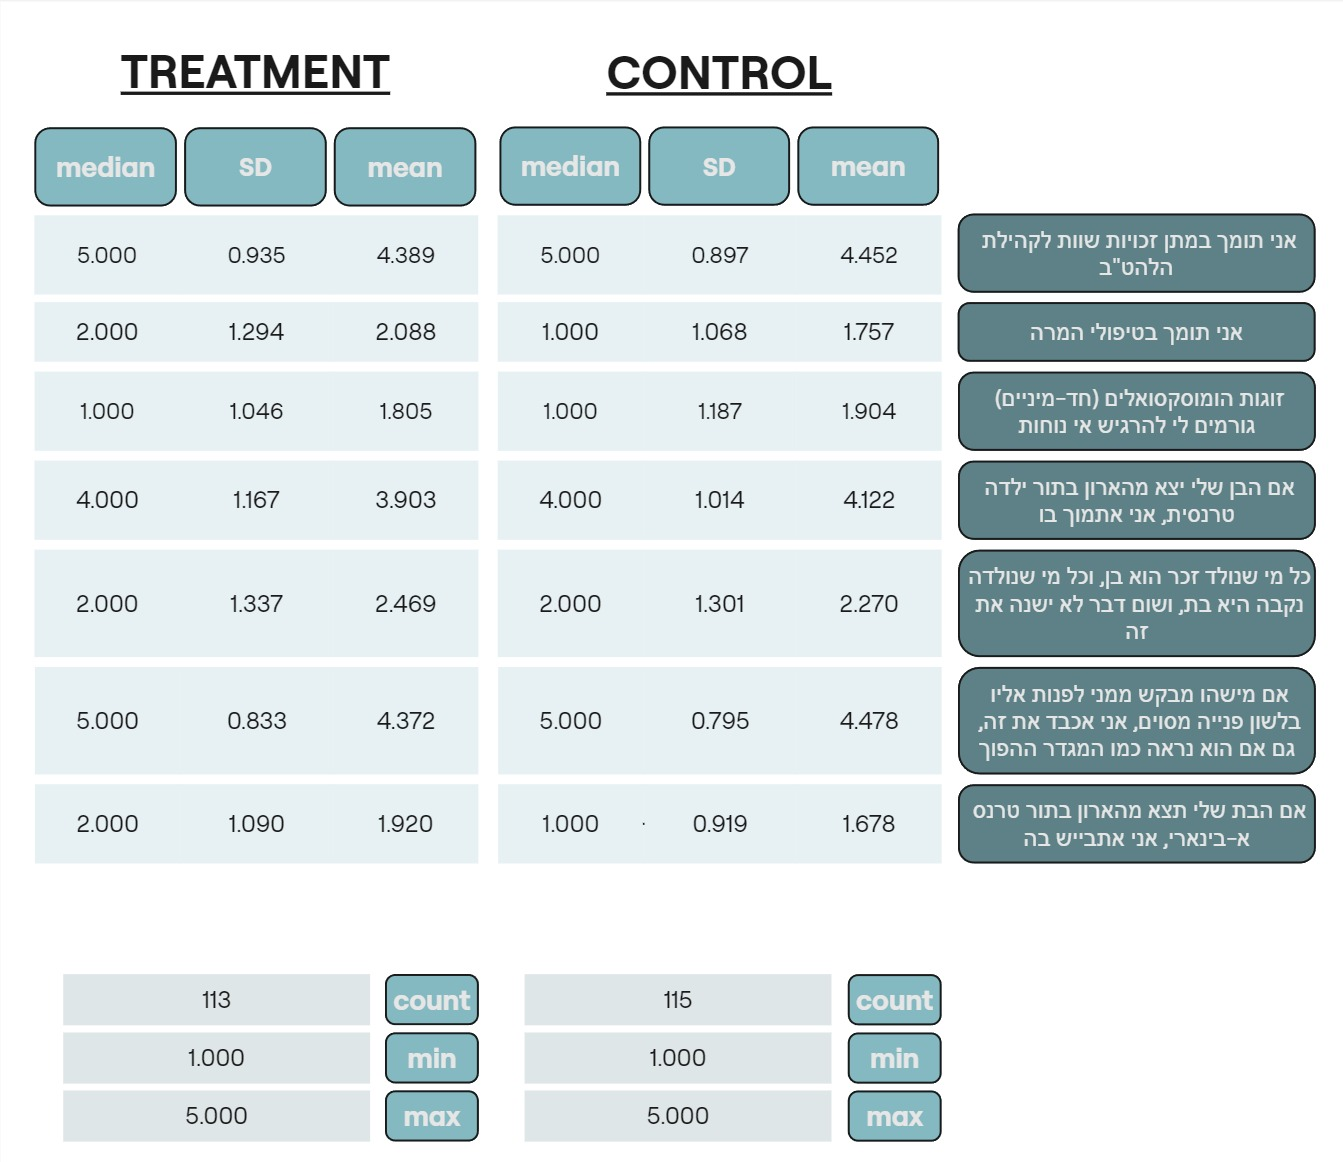 TREATMENT CONTROL
median SD mean median SD mean
5.000 0.935 4.389 5.000 0.897 4.452
אני תומך במתן זכויות שוות לקהילת
הלהט"ב
2.000 1.294 2.088 1.000 1.068 1.757
אני תומך בטיפולי המרה
1.000 1.046 1.805 1.000 1.187 1.904
זוגות הומוסקסואלים (חד-מיניים)
גורמים לי להרגיש אי נוחות
4.000 1.167 3.903 4.000 1.014 4.122
אם הבן שלי יצא מהארון בתור ילדה
טרנסית, אני אתמוך בו
2.000 1.337 2.469 2.000 1.301 2.270
כל מי שנולד זכר הוא בן, וכל מי שנולדה
נקבה היא בת, ושום דבר לא ישנה את
זה
5.000 0.833 4.372 5.000 0.795 4.478
אם מישהו מבקש ממני לפנות אליו
בלשון פנייה מסוים, אני אכבד את זה,
גם אם הוא נראה כמו המגדר ההפוך
2.000 1.090 1.920 1.000 0.919 1.678
אם הבת שלי תצא מהארון בתור טרנס
א-בינארי, אני אתבייש בה
113 count 115 count
1.000 min 1.000 min
5.000 max 5.000 max